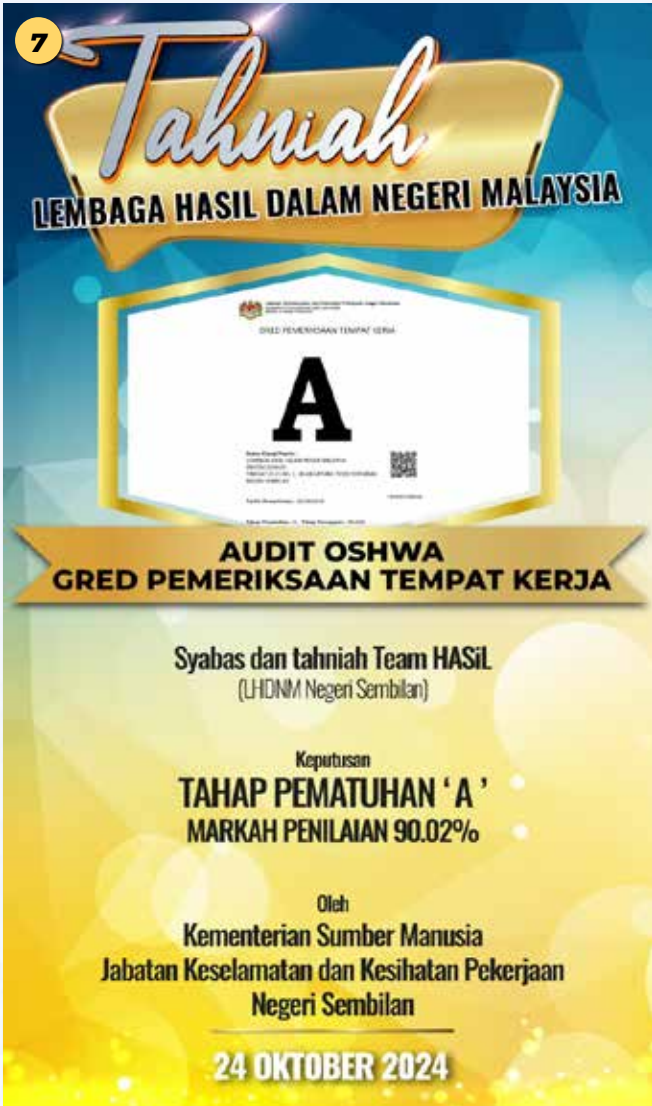 7
Tahniah
LEMBAGA HASIL DALAM NEGERI MALAYSIA
GRED PEMERIKSAAN TEMPAT KERJA
A
AUDIT OSHWA
GRED PEMERIKSAAN TEMPAT KERJA
Syabas dan tahniah Team HASiL
(LHDNM Negeri Sembilan)
Keputusan
TAHAP PEMATUHAN ‘ A ’
MARKAH PENILAIAN 90.02%
Oleh
Kementerian Sumber Manusia
Jabatan Keselamatan dan Kesihatan Pekerjaan
Negeri Sembilan
24 OKTOBER 2024